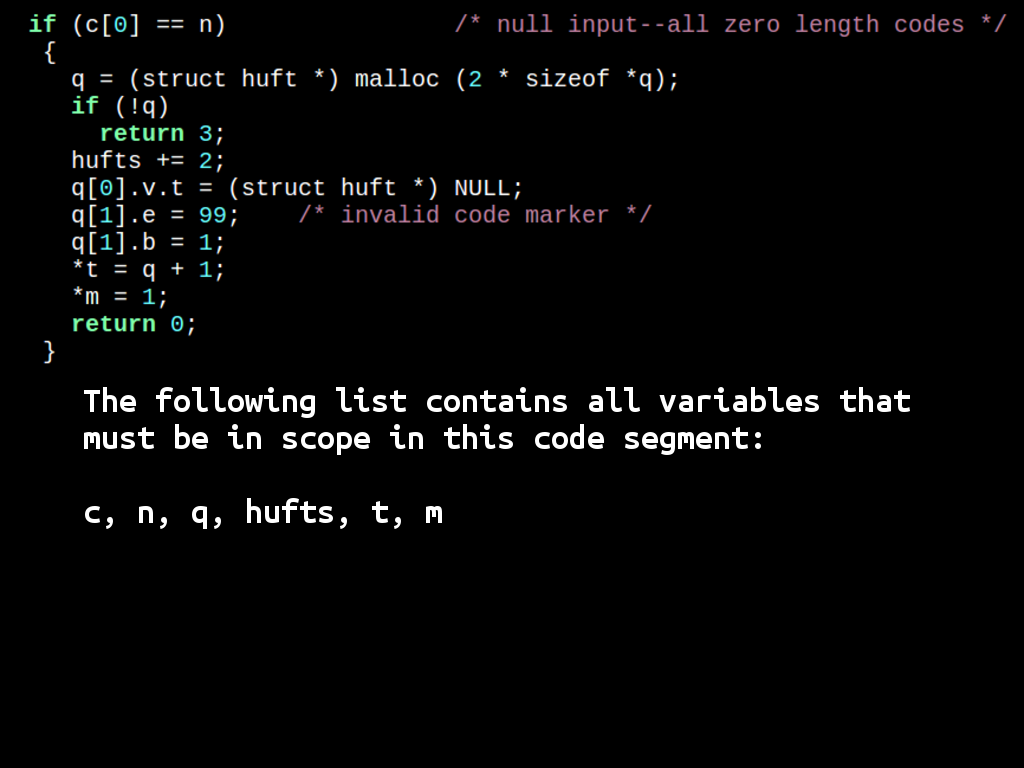 if (c[0] == n)                /* null input--all zero length codes */
 {
   q = (struct huft *) malloc (2 * sizeof *q);
   if (!q)
     return 3;
   hufts += 2;
   q[0].v.t = (struct huft *) NULL;
   q[1].e = 99;    /* invalid code marker */
   q[1].b = 1;
   *t = q + 1;
   *m = 1;
   return 0;
 }
The following list contains all variables that
must be in scope in this code segment:
c, n, q, hufts, t, m